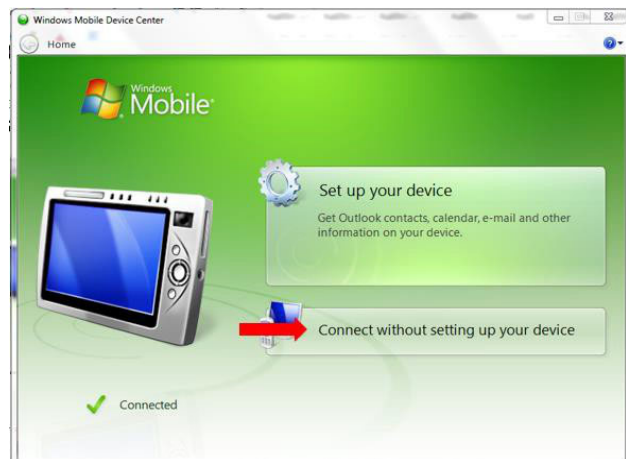 Windows Mobile Device Center
Home
Windows
Mobile
Set up your device
Get Outlook contacts, calendar, e-mail and other
information on your device.
Connect without setting up your device
Connected